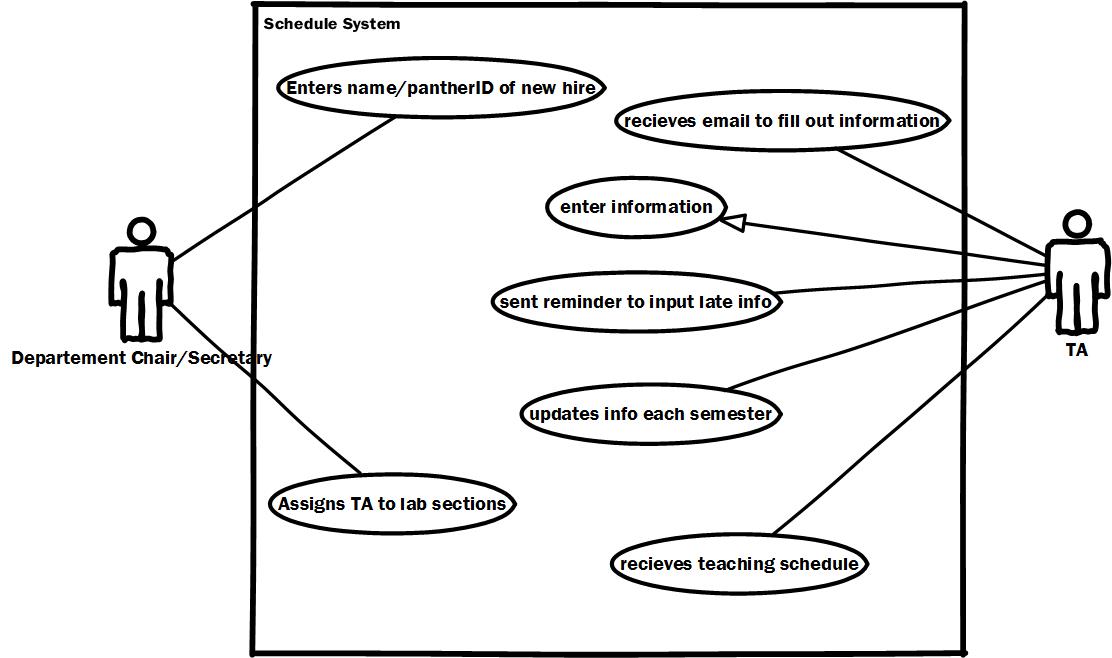 Schedule System
Enters name/pantherID of new hire
recieves email to fill out information
enter information
sent reminder to input late info
Departement Chair/Secretary
TA
updates info each semester
Assigns TA to lab sections
recieves teaching schedule